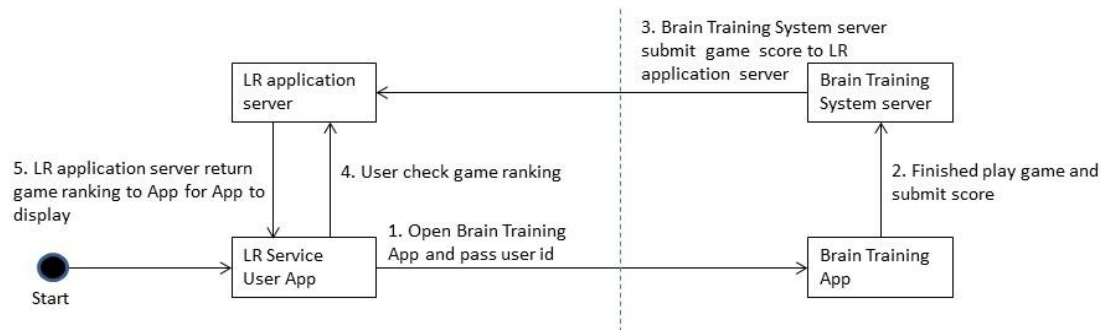 3. Brain Training System server
submit game score to LR
application server
LR application
server
Brain Training
System server
5. LR application server return
game ranking to App for App to
display
4. User check game ranking
2. Finished play game and
submit score
1. Open Brain Training
App and pass user id
LR Service
User App
Brain Training
App
Start